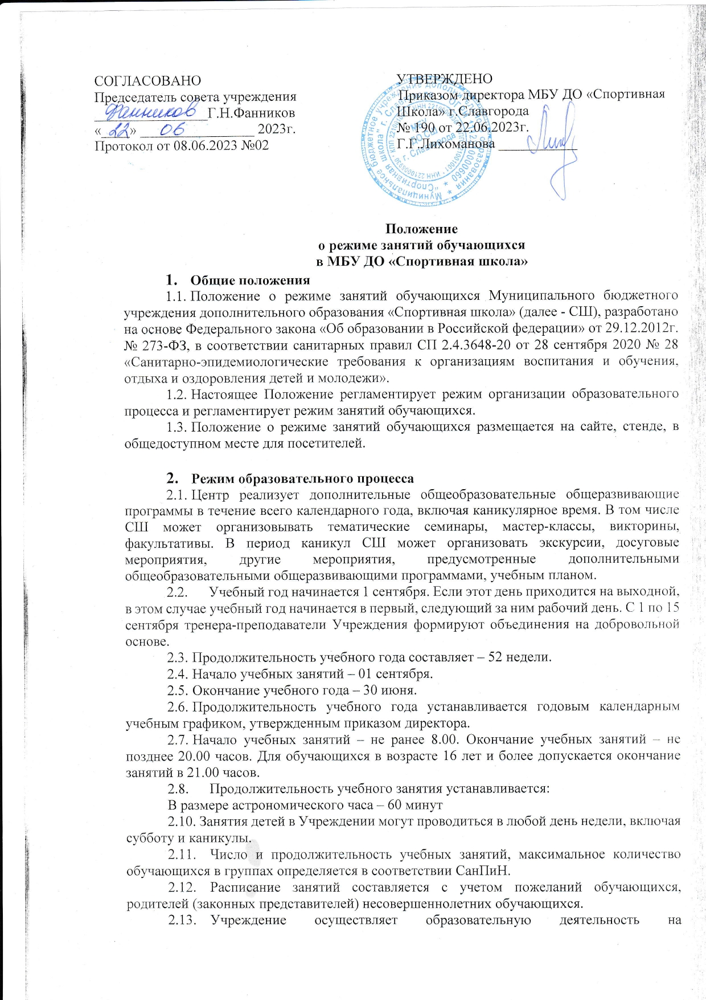 СОГЛАСОВАНО
Председатель совета учреждения
Фанников Г.Н.Фанников
«22» 06 2023г.
Протокол от 08.06.2023 №02
УТВЕРЖДЕНО
Приказом директора МБУ ДО «Спортивная
Школа» г.Славгорода
№ 190 от 22.06.2023г.
Г.Г.Лихоманова
МБУ
ДО СШ
г. Славгорода
Положение
о режиме занятий обучающихся
в МБУ ДО «Спортивная школа»
1. Общие положения
1.1. Положение о режиме занятий обучающихся Муниципального бюджетного
учреждения дополнительного образования «Спортивная школа» (далее - СШ), разработано
на основе Федерального закона «Об образовании в Российской федерации» от 29.12.2012г.
№ 273-ФЗ, в соответствии санитарных правил СП 2.4.3648-20 от 28 сентября 2020 № 28
«Санитарно-эпидемиологические требования к организациям воспитания и обучения,
отдыха и оздоровления детей и молодежи».
1.2. Настоящее Положение регламентирует режим организации образовательного
процесса и регламентирует режим занятий обучающихся.
1.3. Положение о режиме занятий обучающихся размещается на сайте, стенде, в
общедоступном месте для посетителей.
2. Режим образовательного процесса
2.1. Центр реализует дополнительные общеобразовательные общеразвивающие
программы в течение всего календарного года, включая каникулярное время. В том числе
СШ может организовывать тематические семинары, мастер-классы, викторины,
факультативы. В период каникул СШ может организовать экскурсии, досуговые
мероприятия, другие мероприятия, предусмотренные дополнительными
общеобразовательными общеразвивающими программами, учебным планом.
2.2. Учебный год начинается 1 сентября. Если этот день приходится на выходной,
в этом случае учебный год начинается в первый, следующий за ним рабочий день. С 1 по 15
сентября тренера-преподаватели Учреждения формируют объединения на добровольной
основе.
2.3. Продолжительность учебного года составляет – 52 недели.
2.4. Начало учебных занятий – 01 сентября.
2.5. Окончание учебного года – 30 июня.
2.6. Продолжительность учебного года устанавливается годовым календарным
учебным графиком, утвержденным приказом директора.
2.7. Начало учебных занятий – не ранее 8.00. Окончание учебных занятий – не
позднее 20.00 часов. Для обучающихся в возрасте 16 лет и более допускается окончание
занятий в 21.00 часов.
2.8. Продолжительность учебного занятия устанавливается:
В размере астрономического часа – 60 минут
2.10. Занятия детей в Учреждении могут проводиться в любой день недели, включая
субботу и каникулы.
2.11. Число и продолжительность учебных занятий, максимальное количество
обучающихся в группах определяется в соответствии СанПиН.
2.12. Расписание занятий составляется с учетом пожеланий обучающихся,
родителей (законных представителей) несовершеннолетних обучающихся.
2.13. Учреждение осуществляет образовательную деятельность на